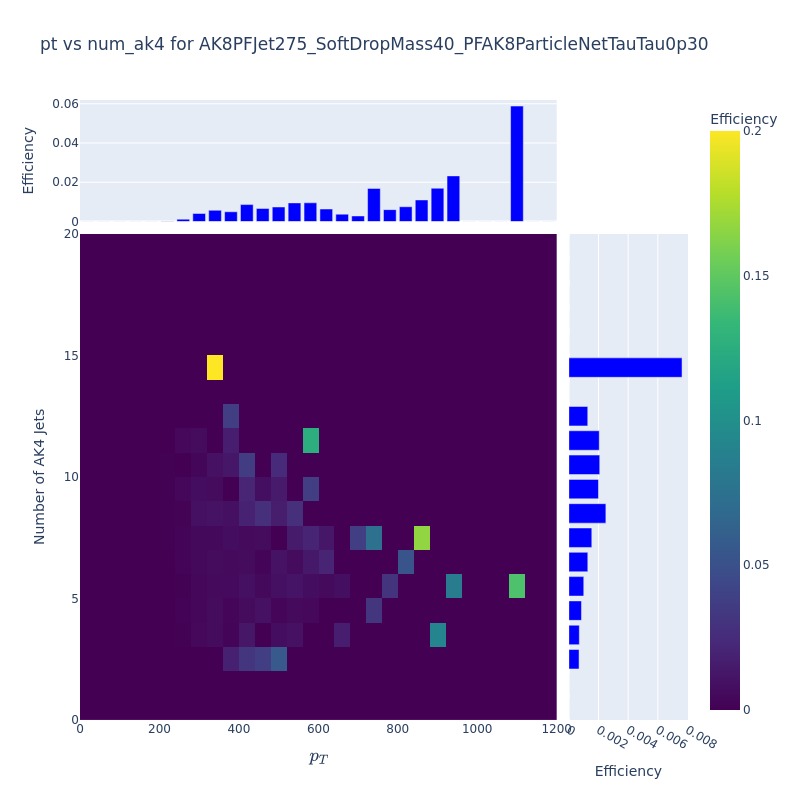 pt vs num_ak4 for AK8PFJet275_SoftDropMass40_PFAK8ParticleNetTauTau0p30
Efficiency
0.06
0.04
0.02
0
Efficiency
0.2
0.15
0.1
0.05
0
Number of AK4 Jets
20
15
10
5
0
0 200 400 600 800 1000 1200
p_T
0 0.002 0.004 0.006 0.008
Efficiency